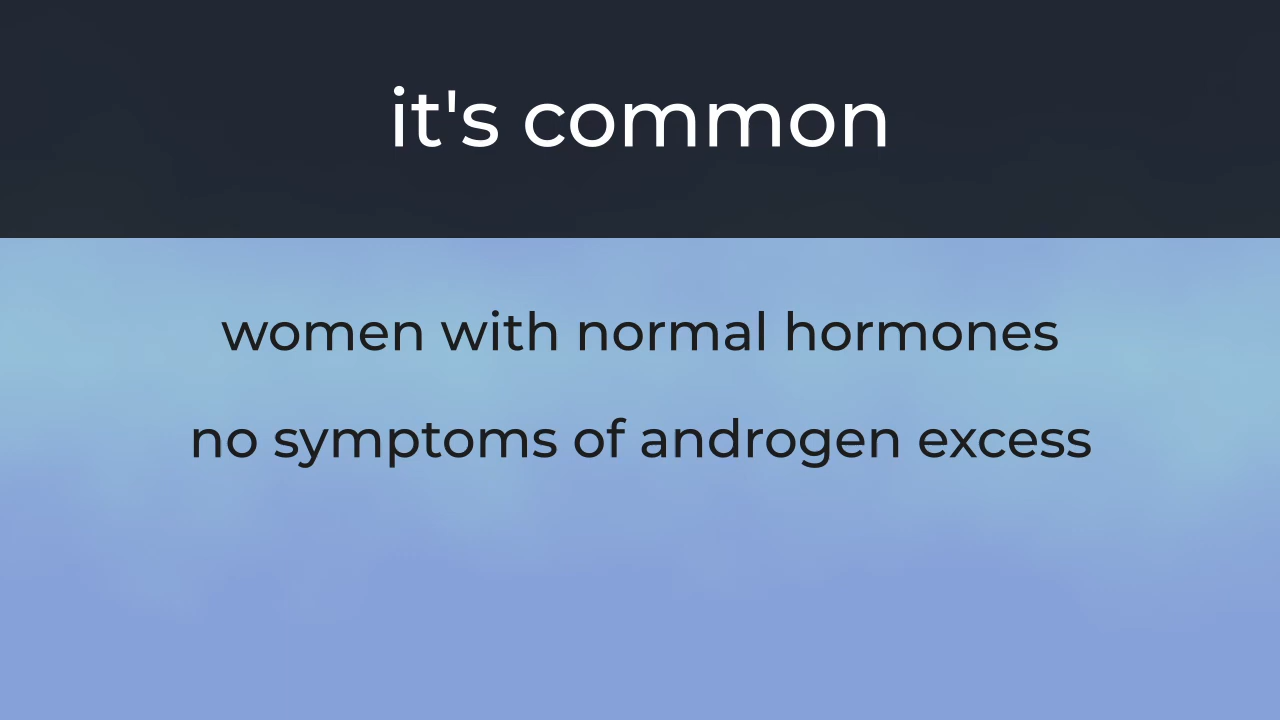 it's common
women with normal hormones
no symptoms of androgen excess